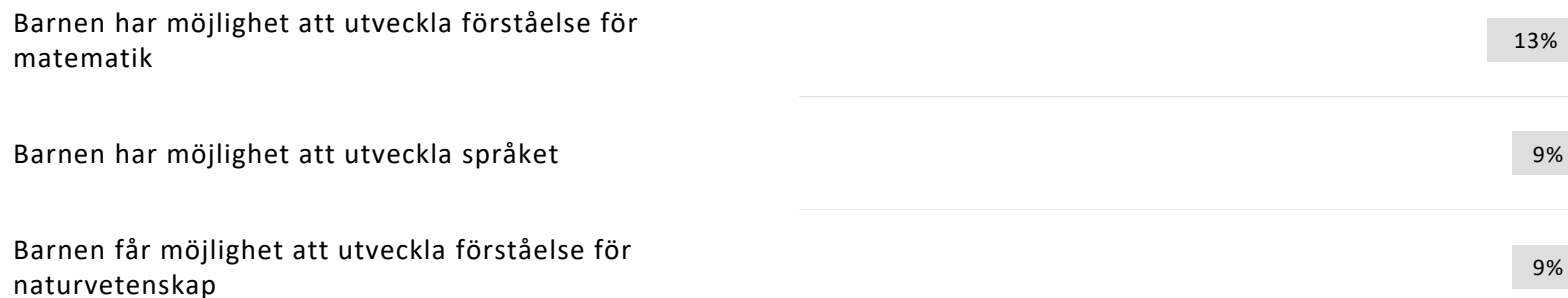 Barnen har möjlighet att utveckla förståelse för
matematik
13%
Barnen har möjlighet att utveckla språket
9%
Barnen får möjlighet att utveckla förståelse för
naturvetenskap
9%